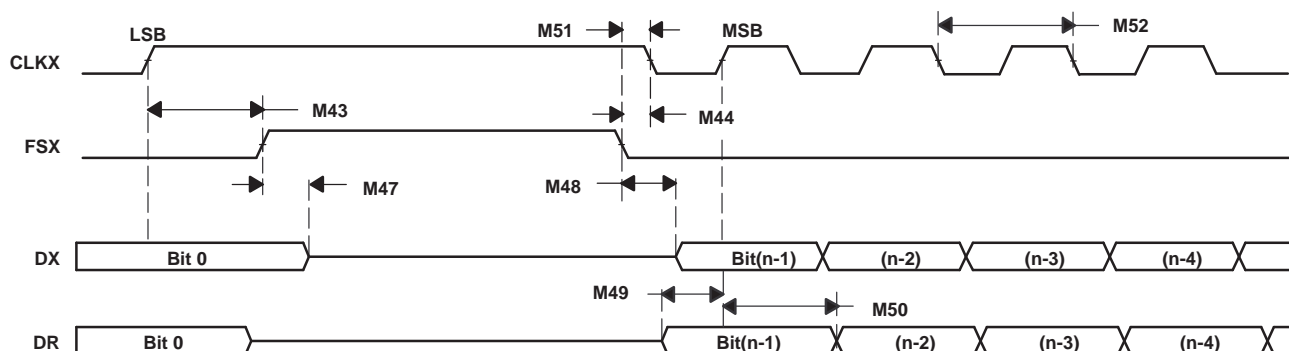 LSB M51 MSB M52
CLKX
M43 M44
FSX
M47 M48
DX Bit 0 Bit(n-1) (n-2) (n-3) (n-4)
M49 M50
DR Bit 0 Bit(n-1) (n-2) (n-3) (n-4)